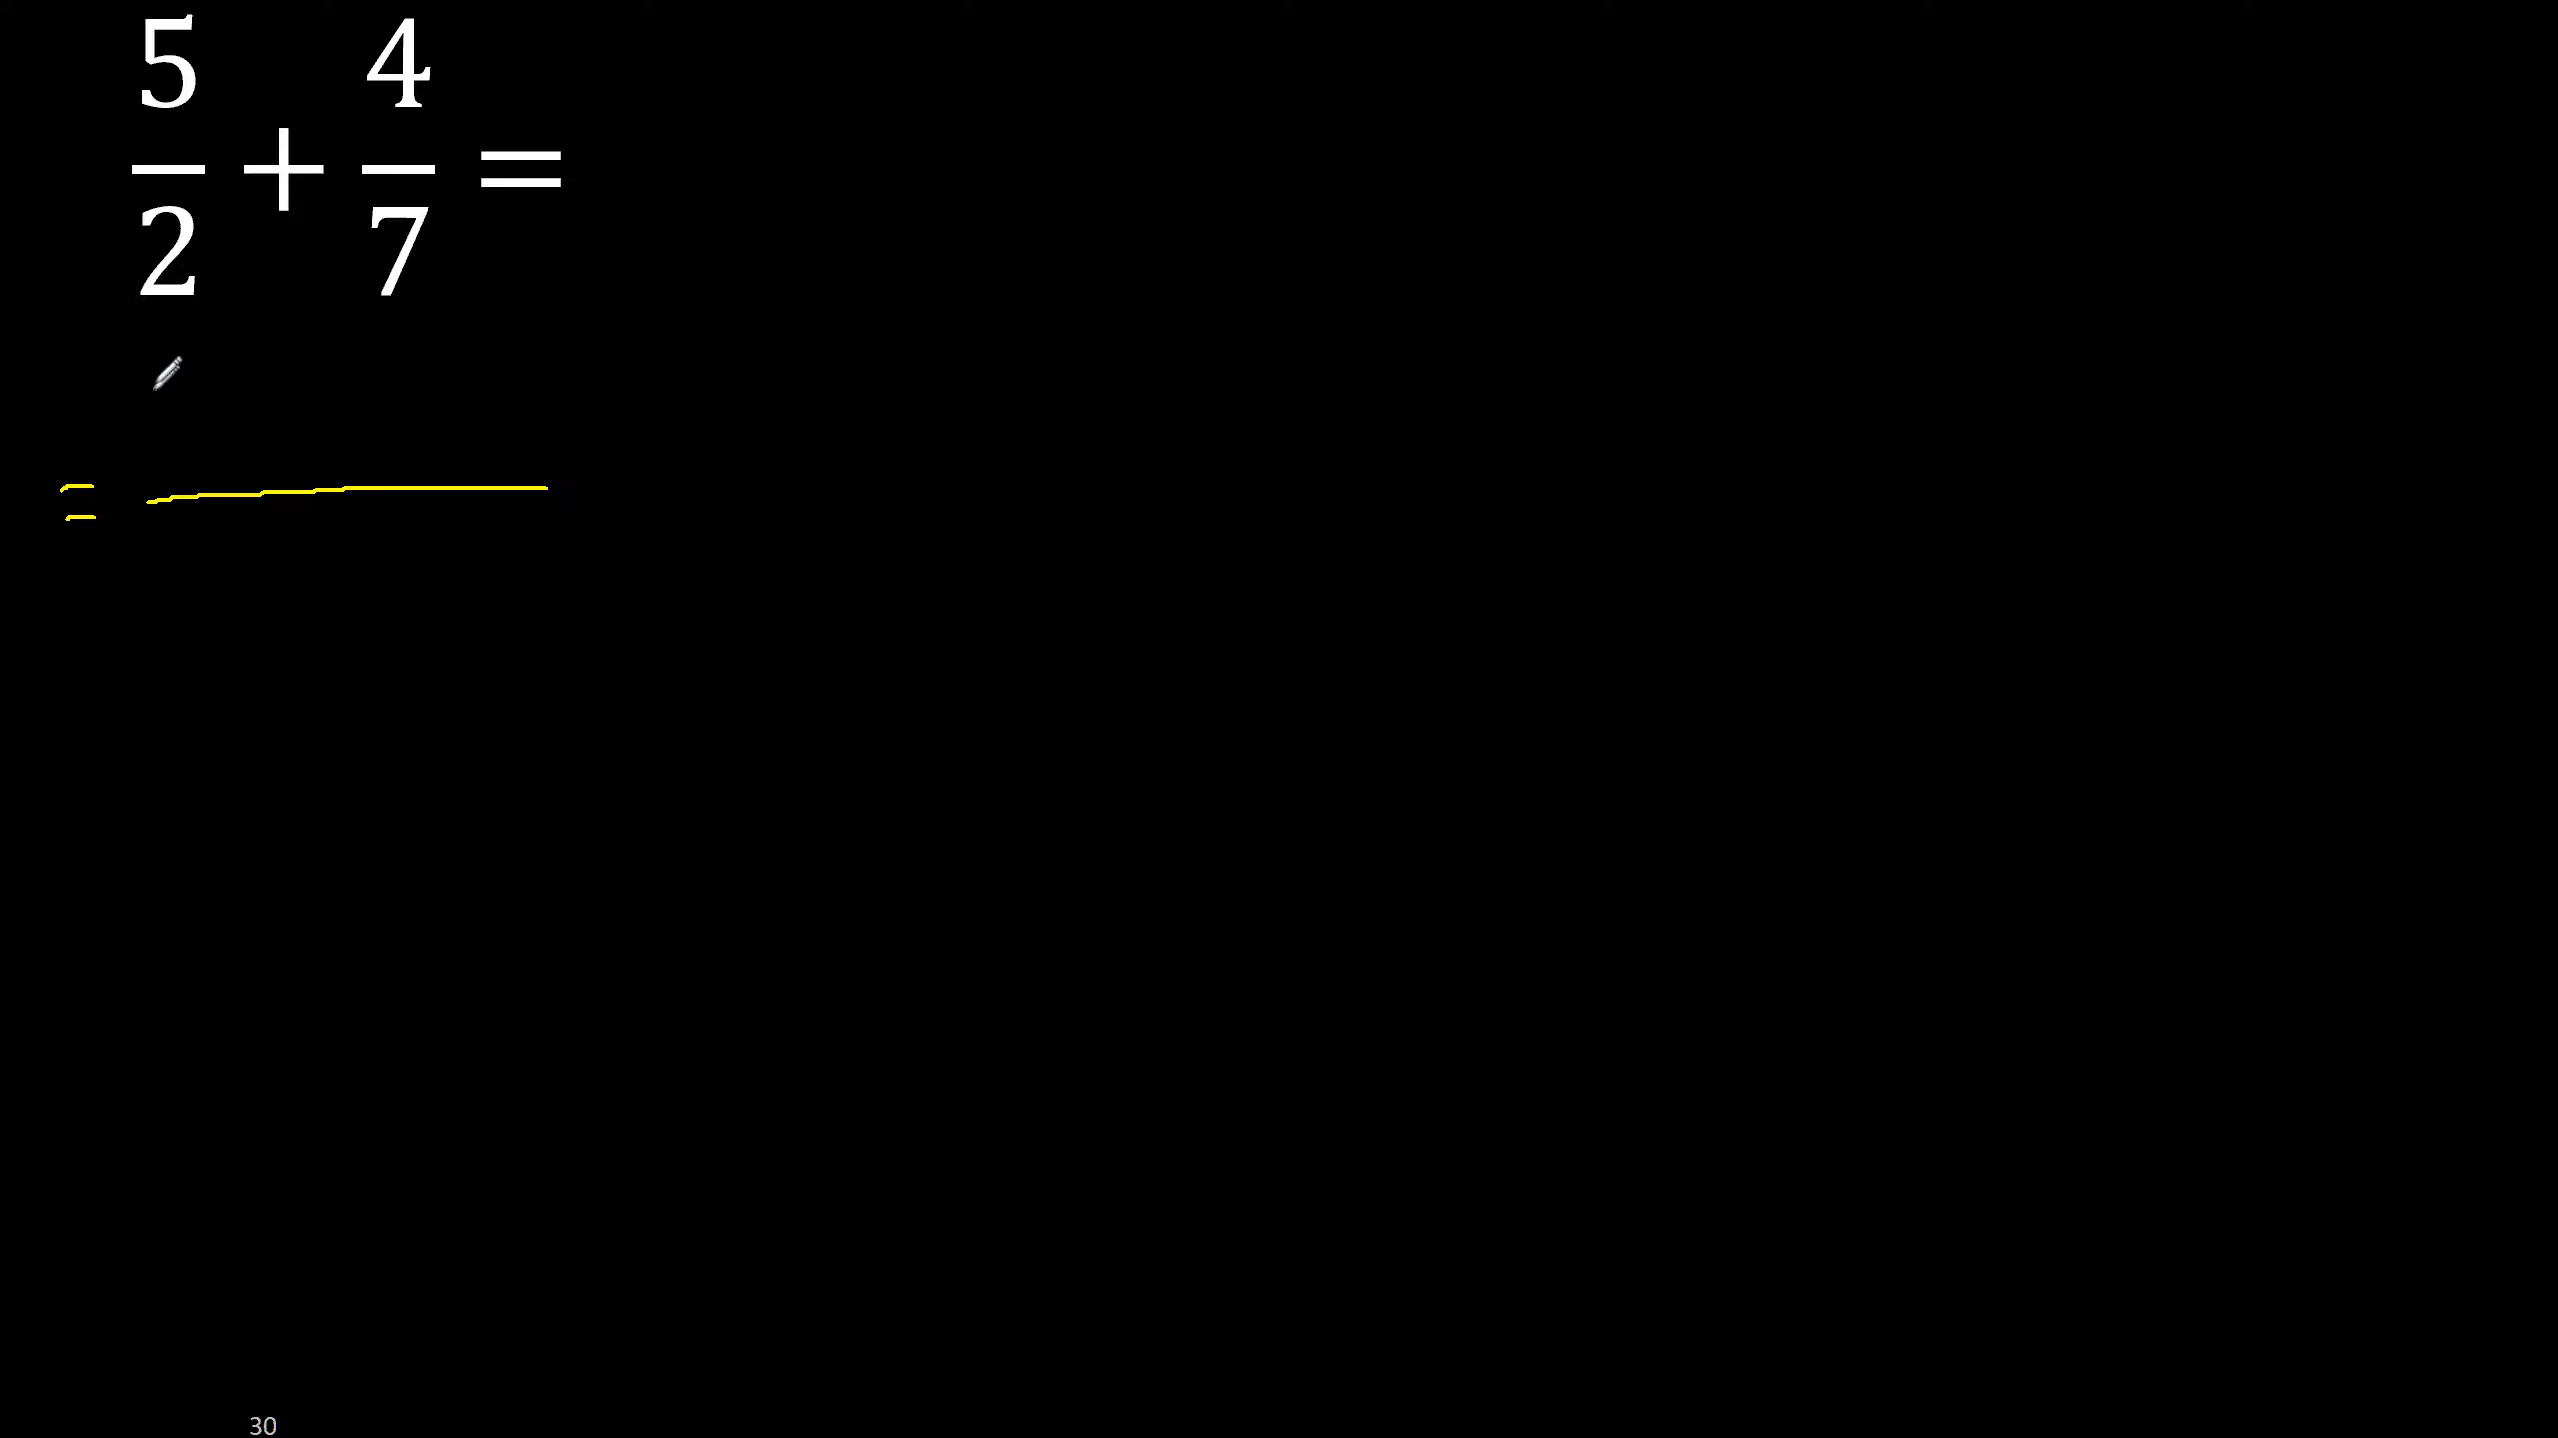 5/2 + 4/7 =
=
30